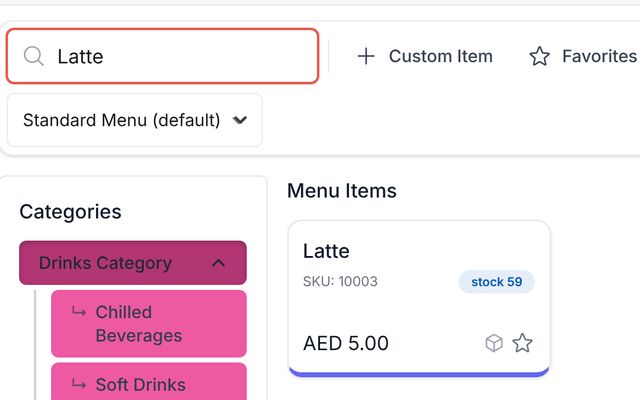 Latte
Custom Item
Favorites
Standard Menu (default)
Categories
Drinks Category
Chilled
Beverages
Soft Drinks
Menu Items
Latte
SKU: 10003
stock 59
AED 5.00